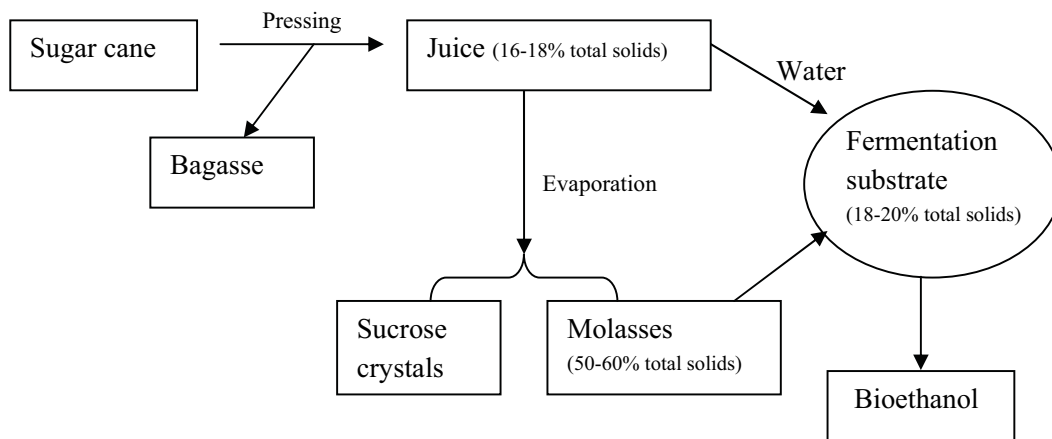 Pressing
Sugar cane
Juice (16-18% total solids)
Water
Bagasse
Fermentation
substrate
(18-20% total solids)
Evaporation
Sucrose
crystals
Molasses
(50-60% total solids)
Bioethanol